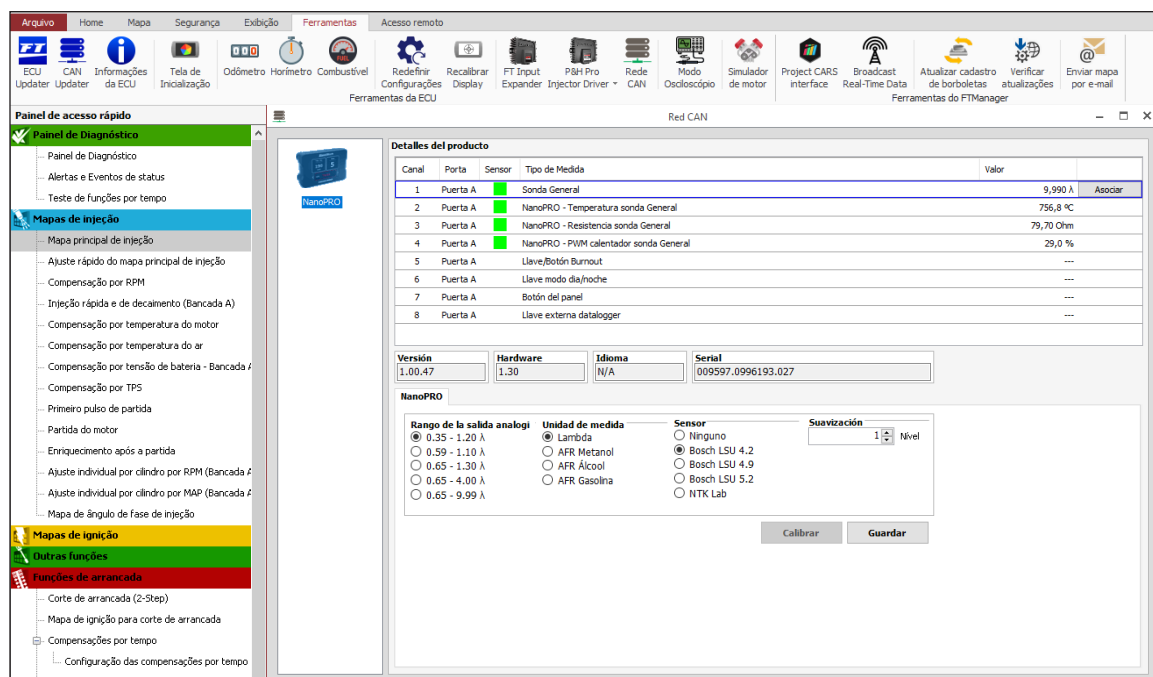 Arquivo Home Mapa Segurança Exibição Ferramentas Acesso remoto
FT
ECU Updater
CAN Updater
Informações da ECU
Tela de Inicialização
Odômetro
Horímetro
Combustível
Redefinir Configurações
Recalibrar Display
FT Input Expander
P&H Pro Injector Driver
Rede CAN
Modo Osciloscópio
Simulador de motor
Project CARS interface
Broadcast Real-Time Data
Atualizar cadastro de borboletas
Verificar atualizações
Enviar mapa por e-mail
Ferramentas da ECU
Ferramentas do FTManager
Painel de acesso rápido
Painel de Diagnóstico
Painel de Diagnóstico
Alertas e Eventos de status
Teste de funções por tempo
Mapas de injeção
Mapa principal de injeção
Ajuste rápido do mapa principal de injeção
Compensação por RPM
Injeção rápida e de decaimento (Bancada A)
Compensação por temperatura do motor
Compensação por temperatura do ar
Compensação por tensão de bateria - Bancada A
Compensação por TPS
Primeiro pulso de partida
Partida do motor
Enriquecimento após a partida
Ajuste individual por cilindro por RPM (Bancada A
Ajuste individual por cilindro por MAP (Bancada A
Mapa de ângulo de fase de injeção
Mapas de ignição
Outras funções
Funções de arrancada
Corte de arrancada (2-Step)
Mapa de ignição para corte de arrancada
Compensações por tempo
Configuração das compensações por tempo
Red CAN
NanoPRO
Detalles del producto
Canal Porta Sensor Tipo de Medida Valor
1 Puerta A Sonda General 9,990 λ Asociar
2 Puerta A NanoPRO - Temperatura sonda General 756,8 ºC
3 Puerta A NanoPRO - Resistencia sonda General 79,70 Ohm
4 Puerta A NanoPRO - PWM calentador sonda General 29,0 %
5 Puerta A Llave/Botón Burnout ---
6 Puerta A Llave modo dia/noche ---
7 Puerta A Botón del panel ---
8 Puerta A Llave externa datalogger ---
Versión Hardware Idioma Serial
1.00.47 1.30 N/A 009597.0996193.027
NanoPRO
Rango de la salida analogi
0.35 - 1.20 λ
0.59 - 1.10 λ
0.65 - 1.30 λ
0.65 - 4.00 λ
0.65 - 9.99 λ
Unidad de medida
Lambda
AFR Metanol
AFR Álcool
AFR Gasolina
Sensor
Ninguno
Bosch LSU 4.2
Bosch LSU 4.9
Bosch LSU 5.2
NTK Lab
Suavización
1 Nível
Calibrar Guardar